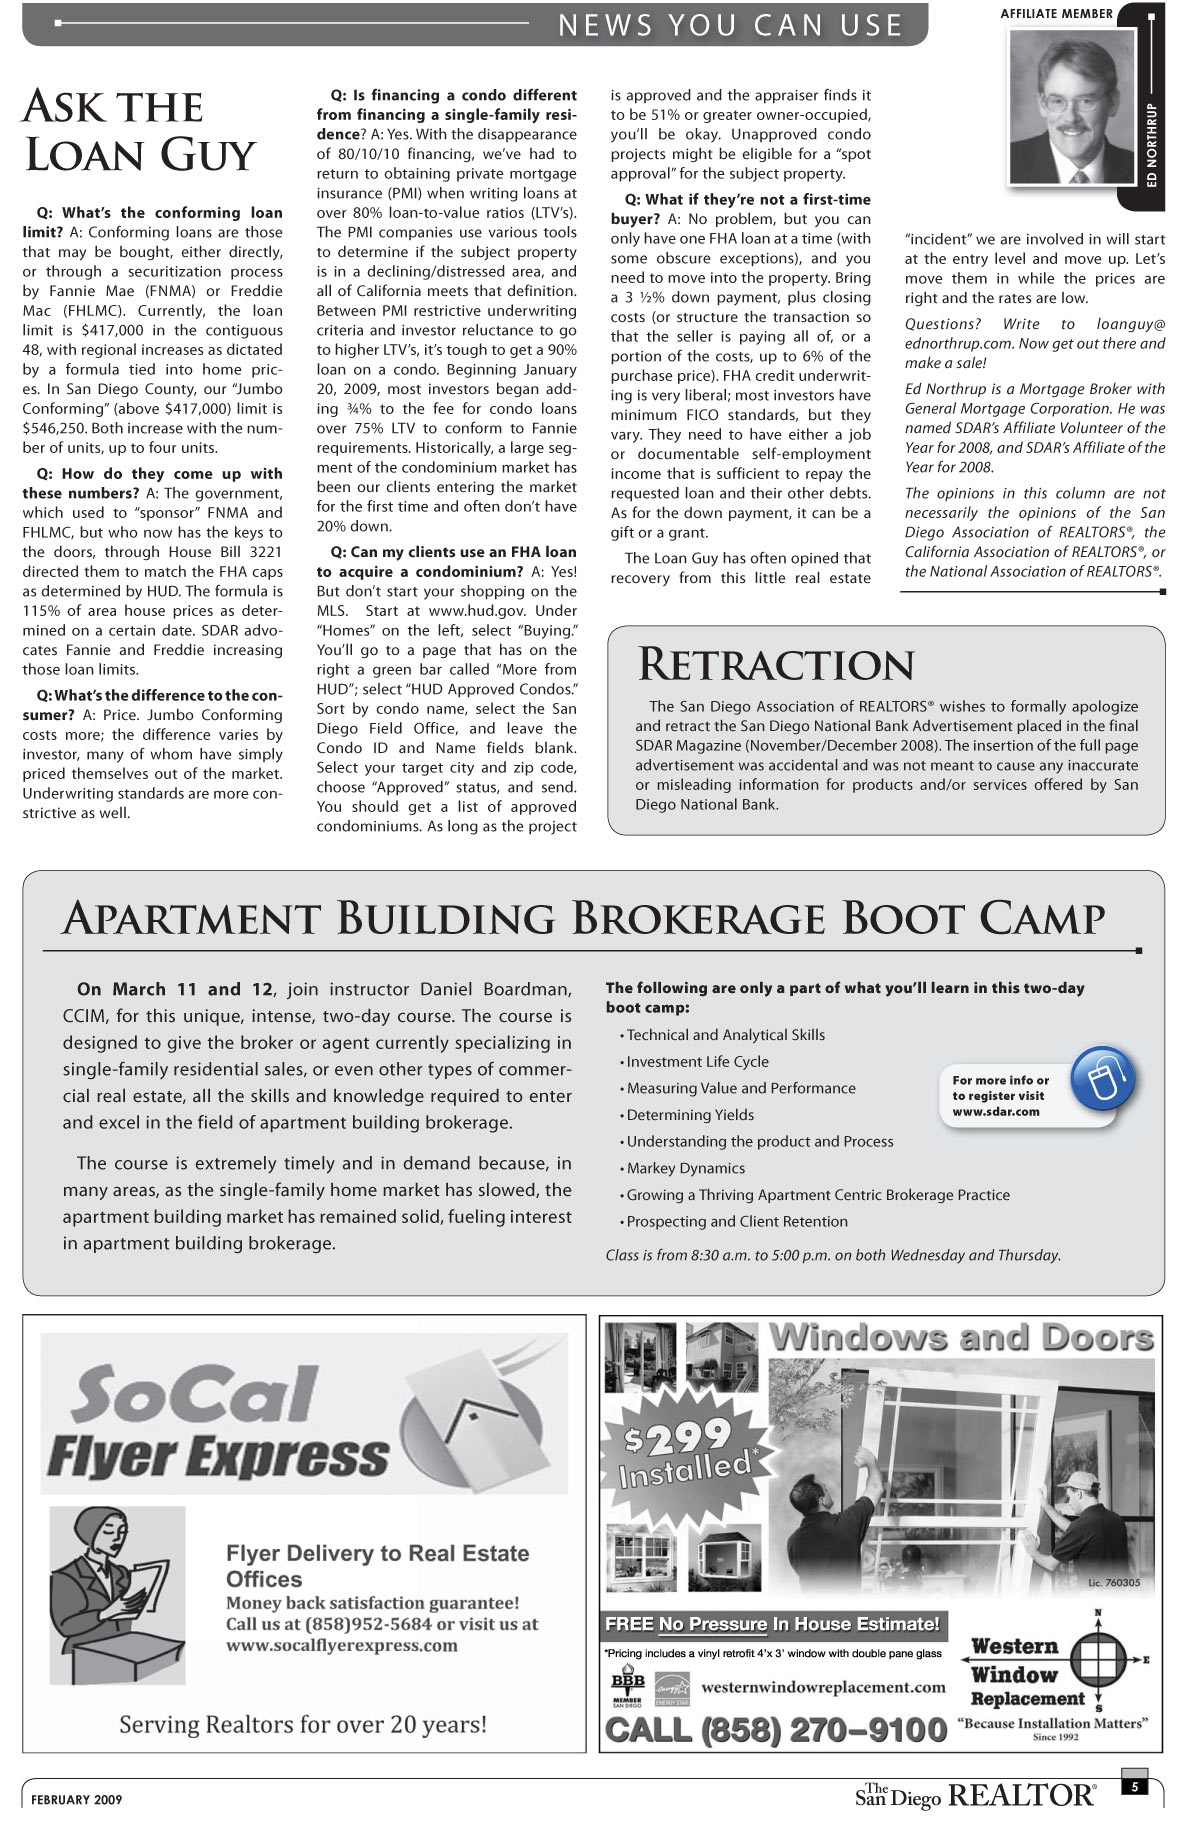 NEWS YOU CAN USE
AFFILIATE MEMBER
ED NORTHRUP
ASK THE
LOAN GUY
Q: What's the conforming loan
limit? A: Conforming loans are those
that may be bought, either directly,
or through a securitization process
by Fannie Mae (FNMA) or Freddie
Mac (FHLMC). Currently, the loan
limit is $417,000 in the contiguous
48, with regional increases as dictated
by a formula tied into home pric-
es. In San Diego County, our "Jumbo
Conforming" (above $417,000) limit is
$546,250. Both increase with the num-
ber of units, up to four units.
Q: How do they come up with
these numbers? A: The government,
which used to "sponsor" FNMA and
FHLMC, but who now has the keys to
the doors, through House Bill 3221
directed them to match the FHA caps
as determined by HUD. The formula is
115% of area house prices as deter-
mined on a certain date. SDAR advo-
cates Fannie and Freddie increasing
those loan limits.
Q: What's the difference to the con-
sumer? A: Price. Jumbo Conforming
costs more; the difference varies by
investor, many of whom have simply
priced themselves out of the market.
Underwriting standards are more con-
strictive as well.
Q: Is financing a condo different
from financing a single-family resi-
dence? A: Yes. With the disappearance
of 80/10/10 financing, we've had to
return to obtaining private mortgage
insurance (PMI) when writing loans at
over 80% loan-to-value ratios (LTV's).
The PMI companies use various tools
to determine if the subject property
is in a declining/distressed area, and
all of California meets that definition.
Between PMI restrictive underwriting
criteria and investor reluctance to go
to higher LTV's, it's tough to get a 90%
loan on a condo. Beginning January
20, 2009, most investors began add-
ing ¾% to the fee for condo loans
over 75% LTV to conform to Fannie
requirements. Historically, a large seg-
ment of the condominium market has
been our clients entering the market
for the first time and often don't have
20% down.
Q: Can my clients use an FHA loan
to acquire a condominium? A: Yes!
But don't start your shopping on the
MLS. Start at www.hud.gov. Under
"Homes" on the left, select "Buying."
You'll go to a page that has on the
right a green bar called "More from
HUD"; select "HUD Approved Condos."
Sort by condo name, select the San
Diego Field Office, and leave the
Condo ID and Name fields blank.
Select your target city and zip code,
choose "Approved" status, and send.
You should get a list of approved
condominiums. As long as the project
is approved and the appraiser finds it
to be 51% or greater owner-occupied,
you'll be okay. Unapproved condo
projects might be eligible for a "spot
approval" for the subject property.
Q: What if they're not a first-time
buyer? A: No problem, but you can
only have one FHA loan at a time (with
some obscure exceptions), and you
need to move into the property. Bring
a 3 ½% down payment, plus closing
costs (or structure the transaction so
that the seller is paying all of, or a
portion of the costs, up to 6% of the
purchase price). FHA credit underwrit-
ing is very liberal; most investors have
minimum FICO standards, but they
vary. They need to have either a job
or documentable self-employment
income that is sufficient to repay the
requested loan and their other debts.
As for the down payment, it can be a
gift or a grant.
The Loan Guy has often opined that
recovery from this little real estate
"incident" we are involved in will start
at the entry level and move up. Let's
move them in while the prices are
right and the rates are low.
Questions? Write to loanguy@
ednorthrup.com. Now get out there and
make a sale!
Ed Northrup is a Mortgage Broker with
General Mortgage Corporation. He was
named SDAR's Affiliate Volunteer of the
Year for 2008, and SDAR's Affiliate of the
Year for 2008.
The opinions in this column are not
necessarily the opinions of the San
Diego Association of REALTORS®, the
California Association of REALTORS®, or
the National Association of REALTORS®.
RETRACTION
The San Diego Association of REALTORS® wishes to formally apologize
and retract the San Diego National Bank Advertisement placed in the final
SDAR Magazine (November/December 2008). The insertion of the full page
advertisement was accidental and was not meant to cause any inaccurate
or misleading information for products and/or services offered by San
Diego National Bank.
APARTMENT BUILDING BROKERAGE BOOT CAMP
On March 11 and 12, join instructor Daniel Boardman,
CCIM, for this unique, intense, two-day course. The course is
designed to give the broker or agent currently specializing in
single-family residential sales, or even other types of commer-
cial real estate, all the skills and knowledge required to enter
and excel in the field of apartment building brokerage.
The course is extremely timely and in demand because, in
many areas, as the single-family home market has slowed, the
apartment building market has remained solid, fueling interest
in apartment building brokerage.
The following are only a part of what you'll learn in this two-day
boot camp:
• Technical and Analytical Skills
• Investment Life Cycle
• Measuring Value and Performance
• Determining Yields
• Understanding the product and Process
• Markey Dynamics
• Growing a Thriving Apartment Centric Brokerage Practice
• Prospecting and Client Retention
Class is from 8:30 a.m. to 5:00 p.m. on both Wednesday and Thursday.
For more info or
to register visit
www.sdar.com
SoCal
Flyer Express
Flyer Delivery to Real Estate
Offices
Money back satisfaction guarantee!
Call us at (858)952-5684 or visit us at
www.socalflyerexpress.com
Serving Realtors for over 20 years!
Windows and Doors
$299
Installed*
Lic. 760305
FREE No Pressure In House Estimate!
*Pricing includes a vinyl retrofit 4'x 3' window with double pane glass
BBB
MEMBER
SAN DIEGO
energy
ENERGY STAR
westernwindowreplacement.com
CALL (858) 270-9100
N
E
S
Western
Window
Replacement
"Because Installation Matters"
Since 1992
FEBRUARY 2009
The San Diego REALTOR®
5